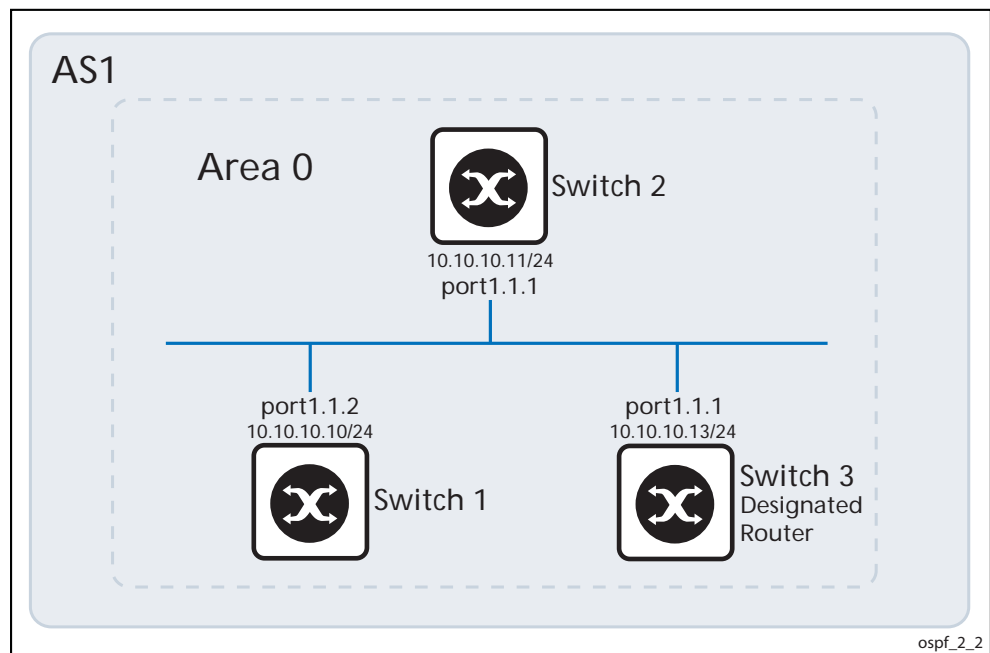 AS1
Area 0
Switch 2
10.10.10.11/24
port1.1.1
port1.1.2
10.10.10.10/24
Switch 1
port1.1.1
10.10.10.13/24
Switch 3
Designated
Router
ospf_2_2